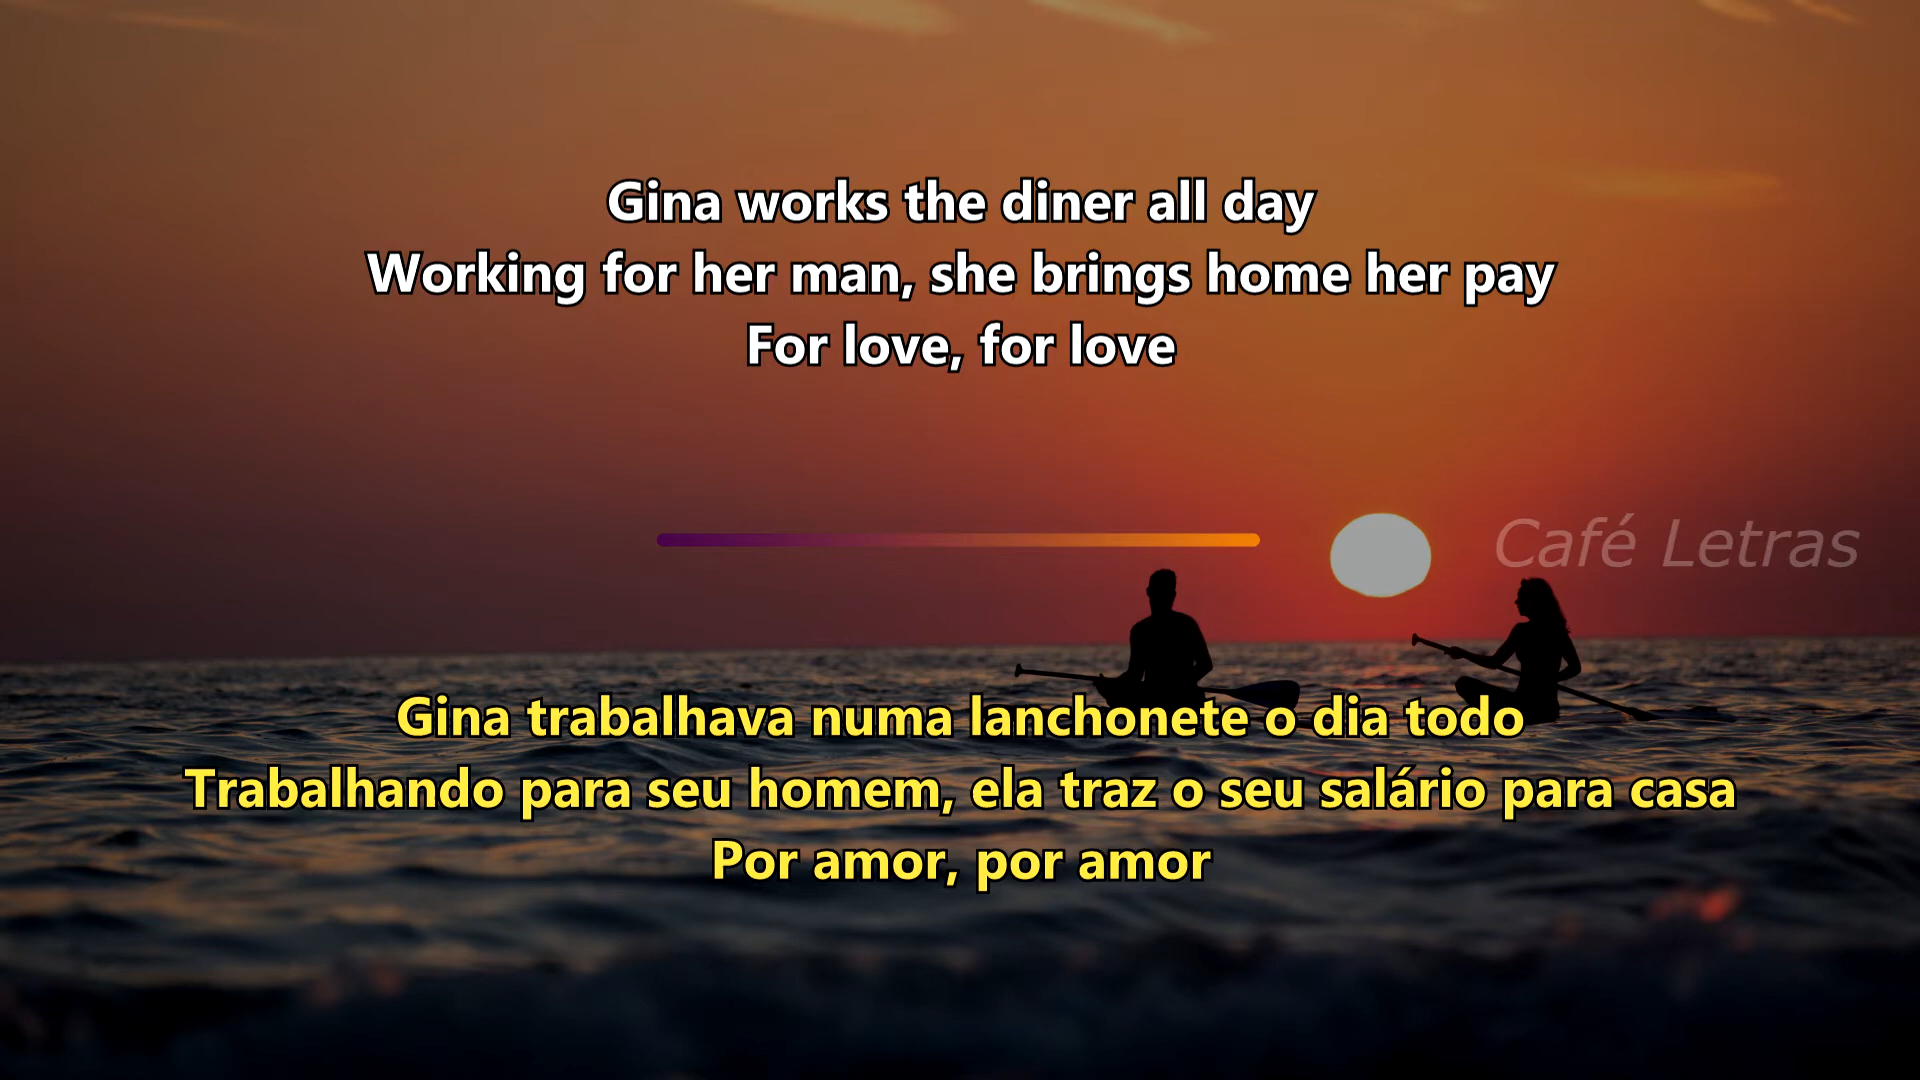 Gina works the diner all day
Working for her man, she brings home her pay
For love, for love
Café Letras
Gina trabalhava numa lanchonete o dia todo
Trabalhando para seu homem, ela traz o seu salário para casa
Por amor, por amor